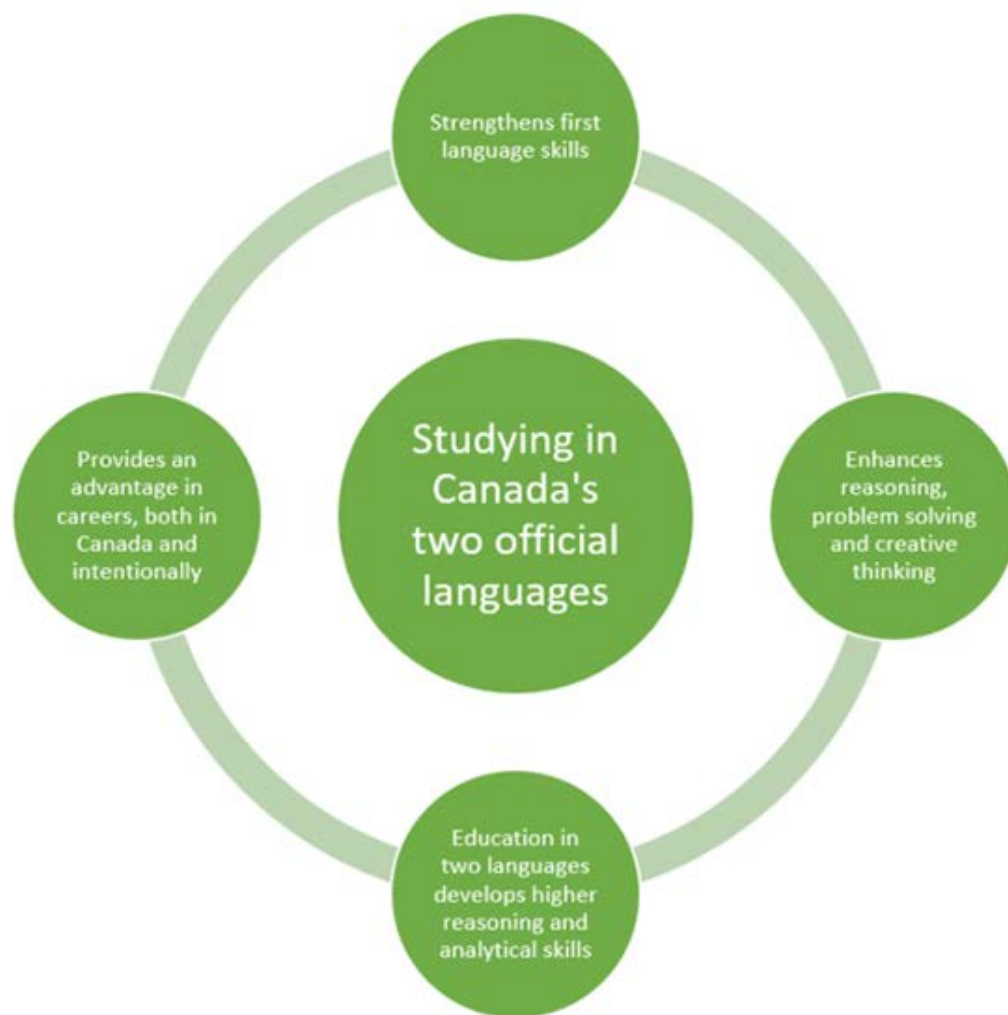 Strengthens first
language skills
Studying in
Canada's
two official
languages
Enhances
reasoning,
problem solving
and creative
thinking
Education in
two languages
develops higher
reasoning and
analytical skills
Provides an
advantage in
careers, both in
Canada and
intentionally